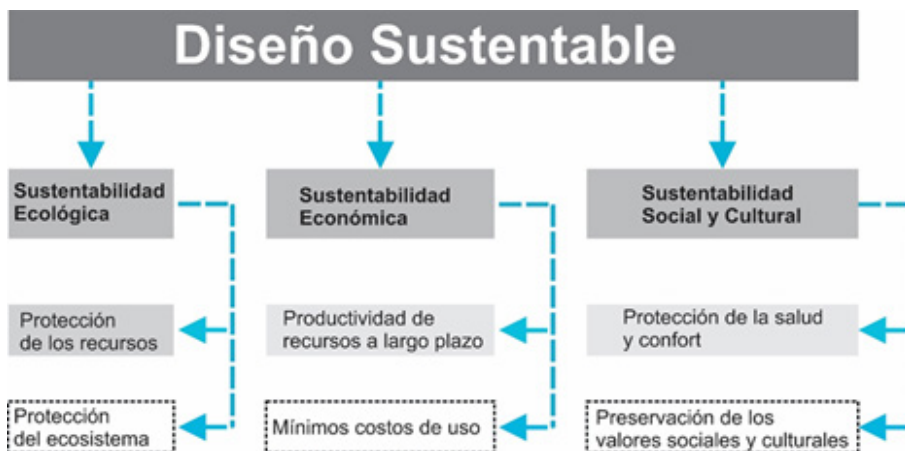 Diseño Sustentable
Sustentabilidad
Ecológica
Sustentabilidad
Económica
Sustentabilidad
Social y Cultural
Protección
de los recursos
Productividad de
recursos a largo plazo
Protección de la salud
y confort
Protección
del ecosistema
Mínimos costos de uso
Preservación de los
valores sociales y culturales